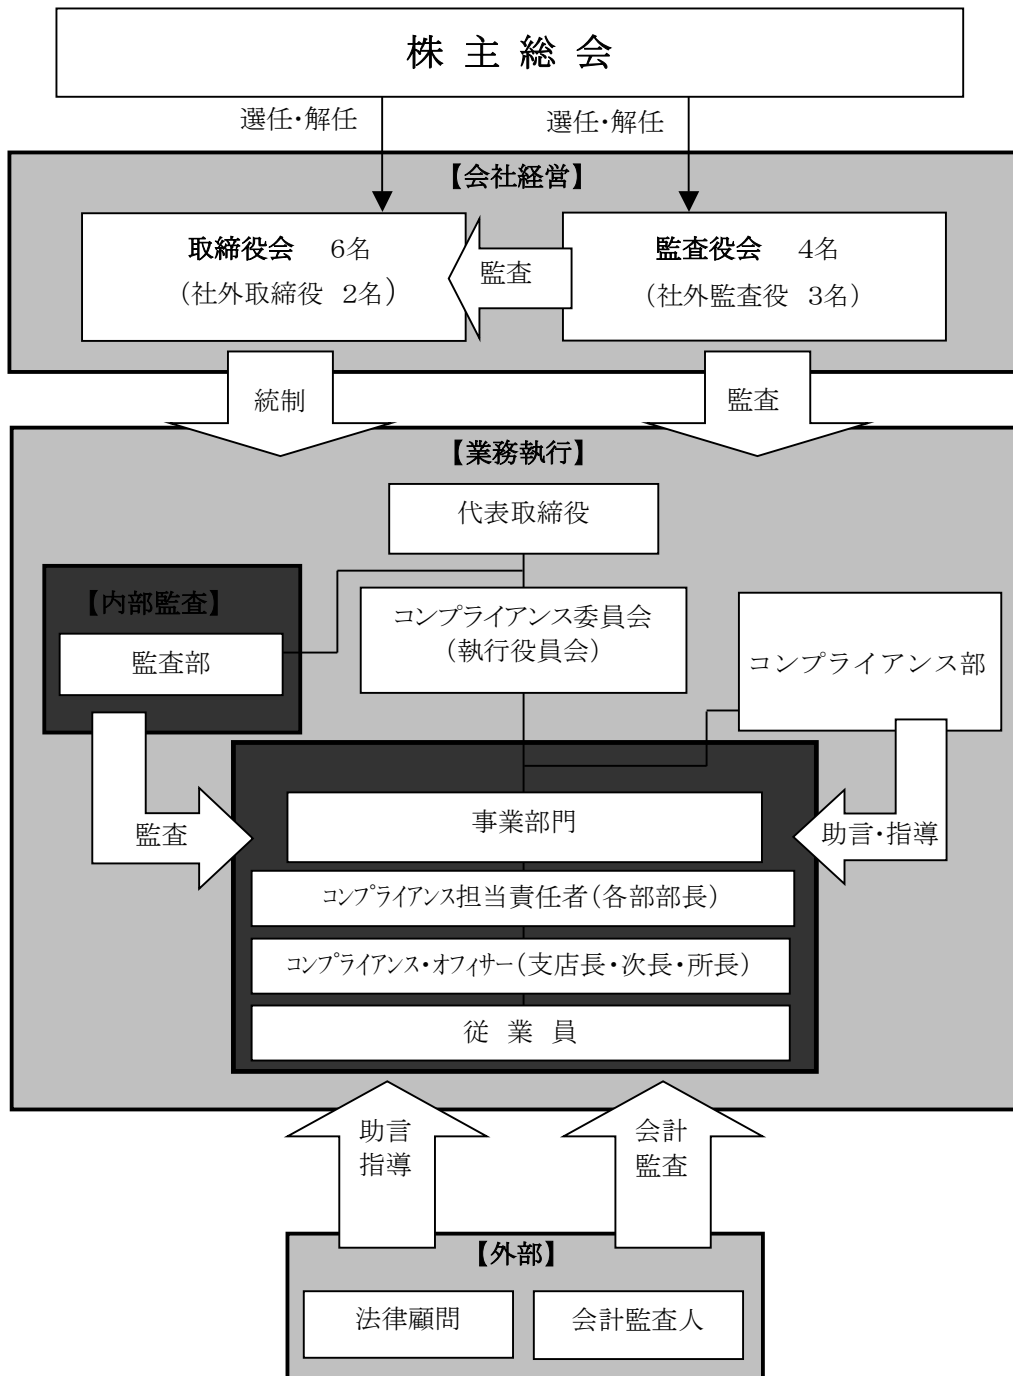 株 主 総 会
選任・解任
選任・解任
【会社経営】
取締役会 6名
(社外取締役 2名)
監査
監査役会 4名
(社外監査役 3名)
統制
監査
【業務執行】
代表取締役
【内部監査】
監査部
コンプライアンス委員会
(執行役員会)
コンプライアンス部
監査
事業部門
助言・指導
コンプライアンス担当責任者(各部部長)
コンプライアンス・オフィサー(支店長・次長・所長)
従 業 員
助言
指導
会計
監査
【外部】
法律顧問
会計監査人